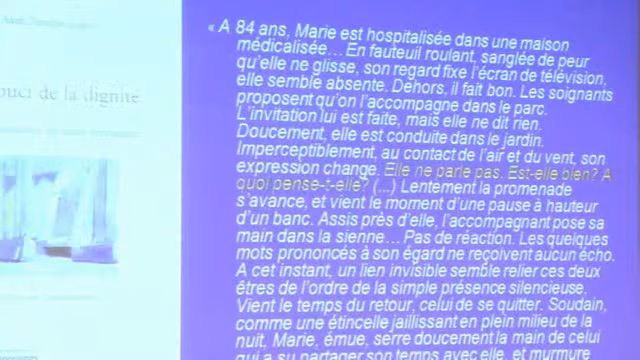 ouci de la dignité
« A 84 ans, Marie est hospitalisée dans une maison
médicalisée... En fauteuil roulant, sanglée de peur
qu'elle ne glisse, son regard fixe l'écran de télévision,
elle semble absente. Dehors, il fait bon. Les soignants
proposent qu'on l'accompagne dans le parc.
L'invitation lui est faite, mais elle ne dit rien.
Doucement, elle est conduite dans le jardin.
Imperceptiblement, au contact de l'air et du vent, son
expression change. Elle ne parle pas. Est-elle bien? A
quoi pense-t-elle? (...) Lentement la promenade
s'avance, et vient le moment d'une pause à hauteur
d'un banc. Assis près d'elle, l'accompagnant pose sa
main dans la sienne... Pas de réaction. Les quelques
mots prononcés à son égard ne reçoivent aucun écho.
A cet instant, un lien invisible semble relier ces deux
êtres de l'ordre de la simple présence silencieuse.
Vient le temps du retour, celui de se quitter. Soudain,
comme une étincelle jaillissant en plein milieu de la
nuit, Marie, émue, serre doucement la main de celui
qui a su partager son temps avec elle, et murmure